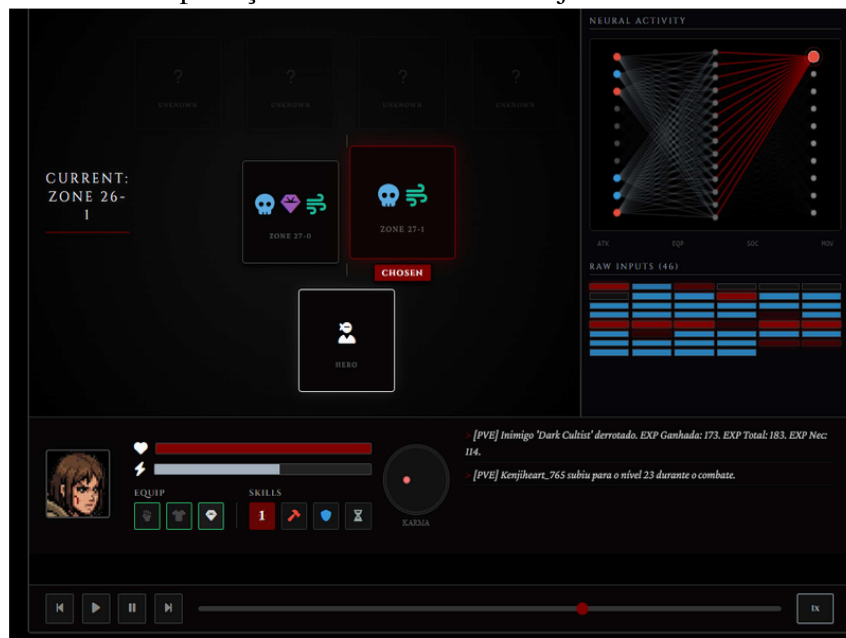 NEURAL ACTIVITY
?
?
?
?
UNKNOWN
UNKNOWN
UNKNOWN
UNKNOWN
CURRENT:
ZONE 26-
1
ZONE 27-0
ZONE 27-1
CHOSEN
HERO
ATK
EQP
SOC
MOV
RAW INPUTS (46)
> [PVE] Inimigo 'Dark Cultist' derrotado. EXP Ganhada: 173. EXP Total: 183. EXP Nec:
114.
> [PVE] Kenjiheart_765 subiu para o nível 23 durante o combate.
EQUIP
SKILLS
1
KARMA
1x